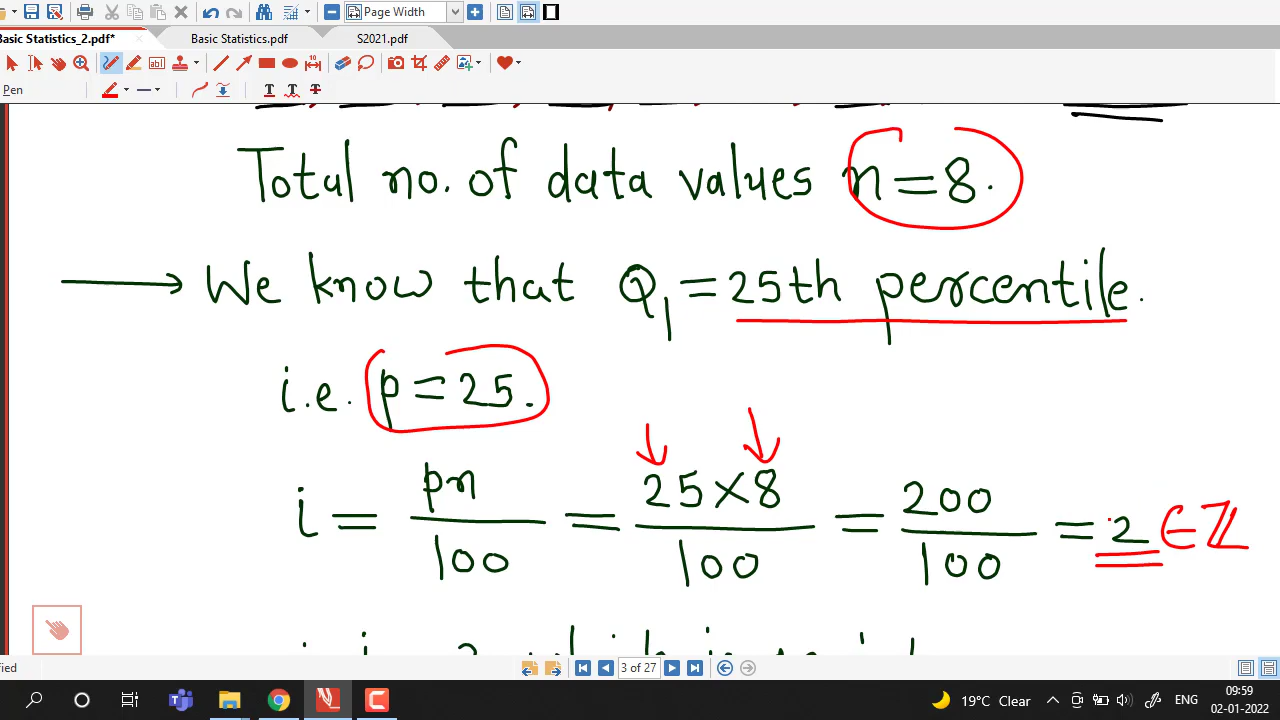 Page Width
Basic Statistics_2.pdf*
Basic Statistics.pdf
S2021.pdf
10
Pen
T T T
Total no. of data values n = 8.
→ We know that Q₁ = 25th percentile.
i.e. p = 25.
i = pn/100 = 25×8/100 = 200/100 = 2 ∈ ℤ
3 of 27
19°C Clear
ENG
09:59
02-01-2022